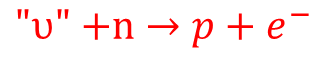 "υ" +n → p + e⁻